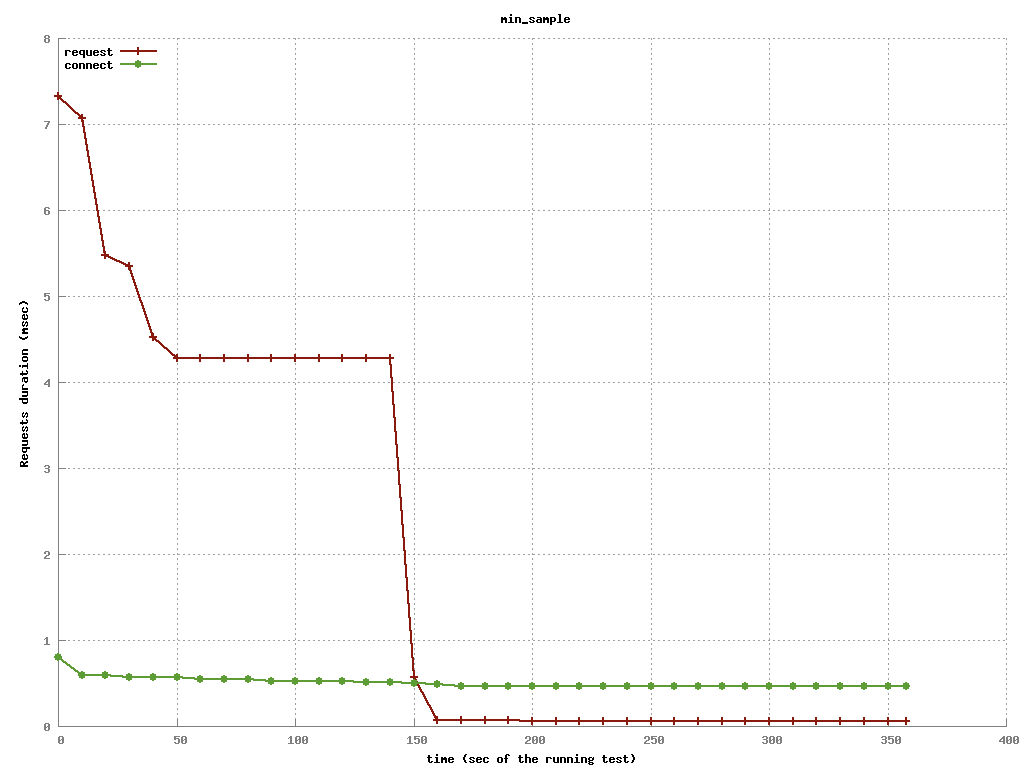 min_sample
8
request
connect
7
6
5
4
3
2
1
0
Requests duration (msec)
0 50 100 150 200 250 300 350 400
time (sec of the running test)